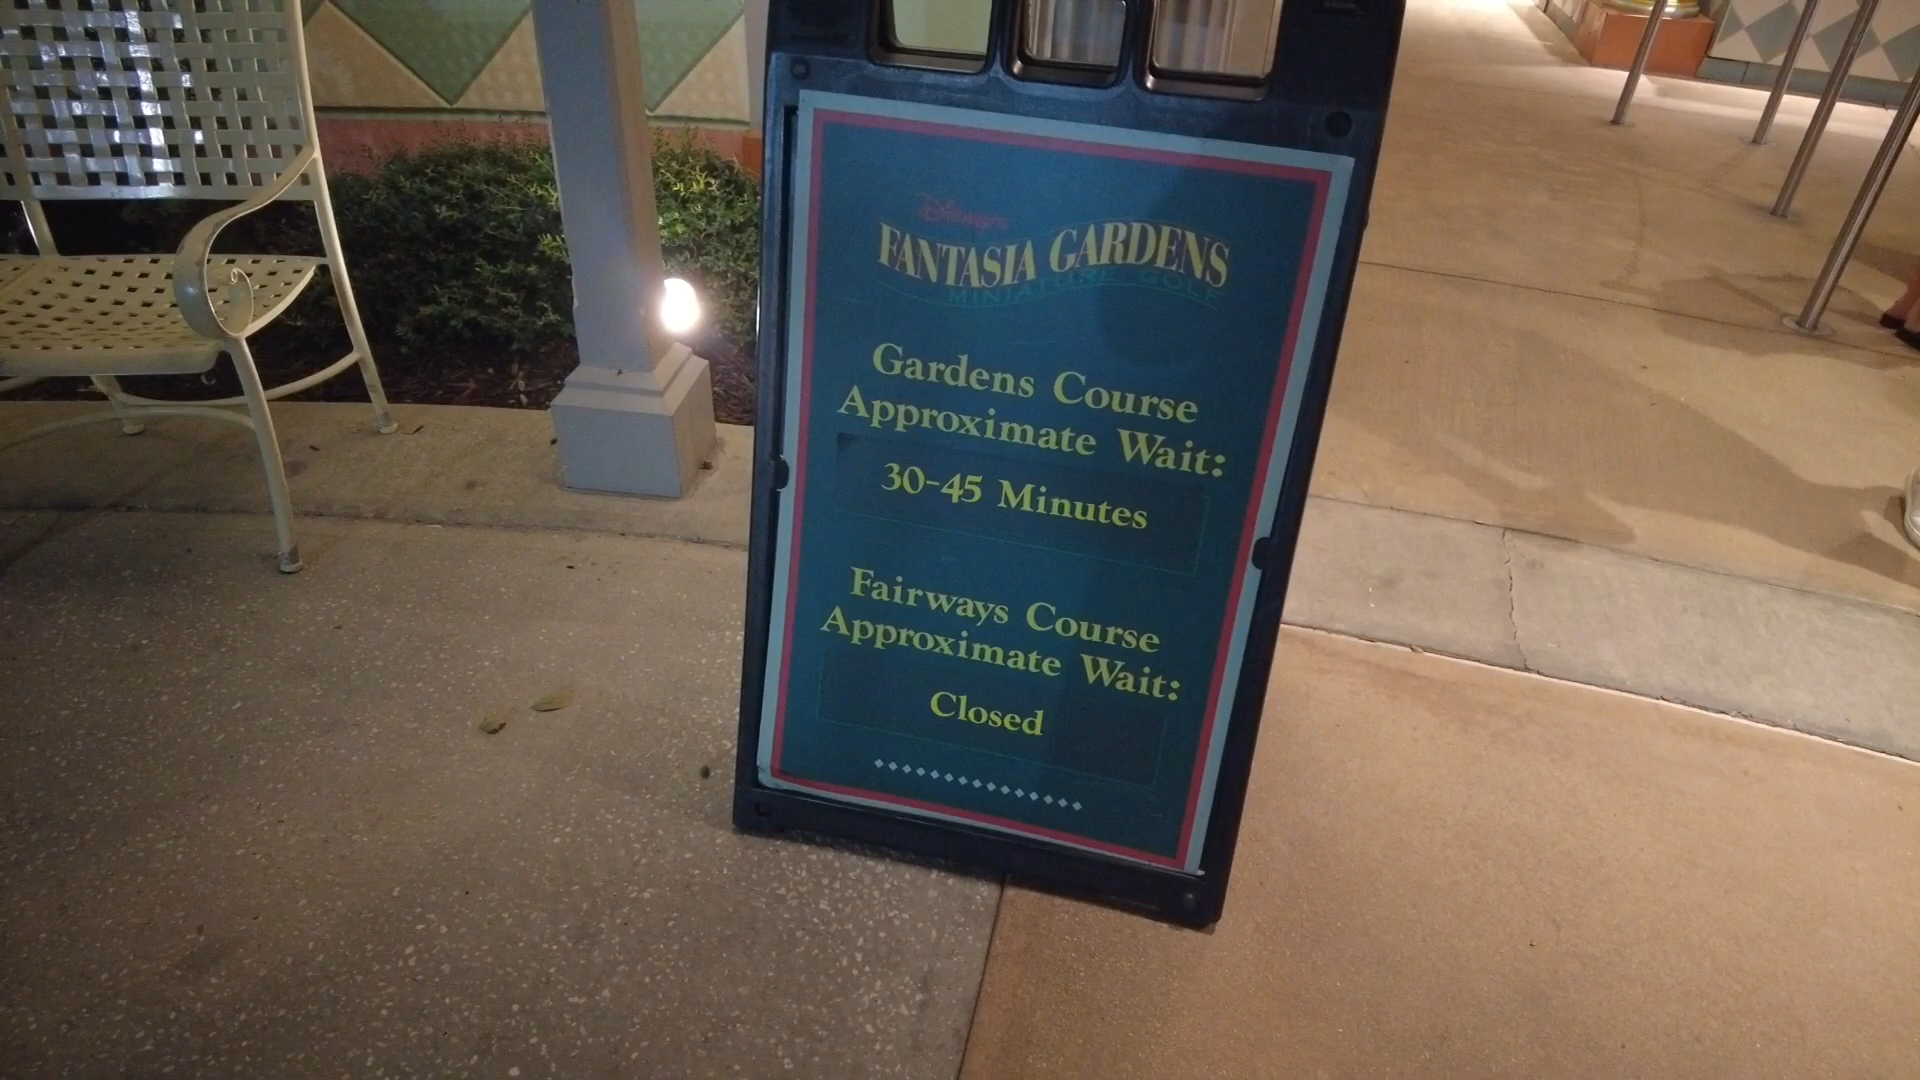 Disney's
FANTASIA GARDENS
MINIATURE GOLF
Gardens Course
Approximate Wait:
30-45 Minutes
Fairways Course
Approximate Wait:
Closed